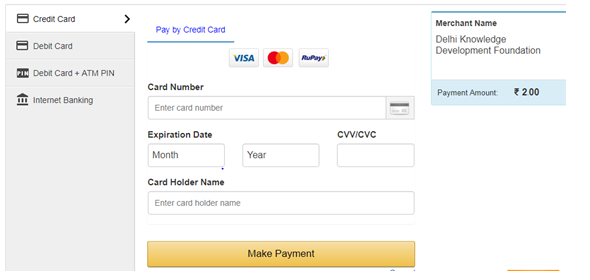 Credit Card
Debit Card
PIN Debit Card + ATM PIN
Internet Banking
Pay by Credit Card
VISA RuPay
Card Number
Enter card number
Expiration Date CVV/CVC
Month Year
Card Holder Name
Enter card holder name
Make Payment
Merchant Name
Delhi Knowledge
Development Foundation
Payment Amount: ₹ 200